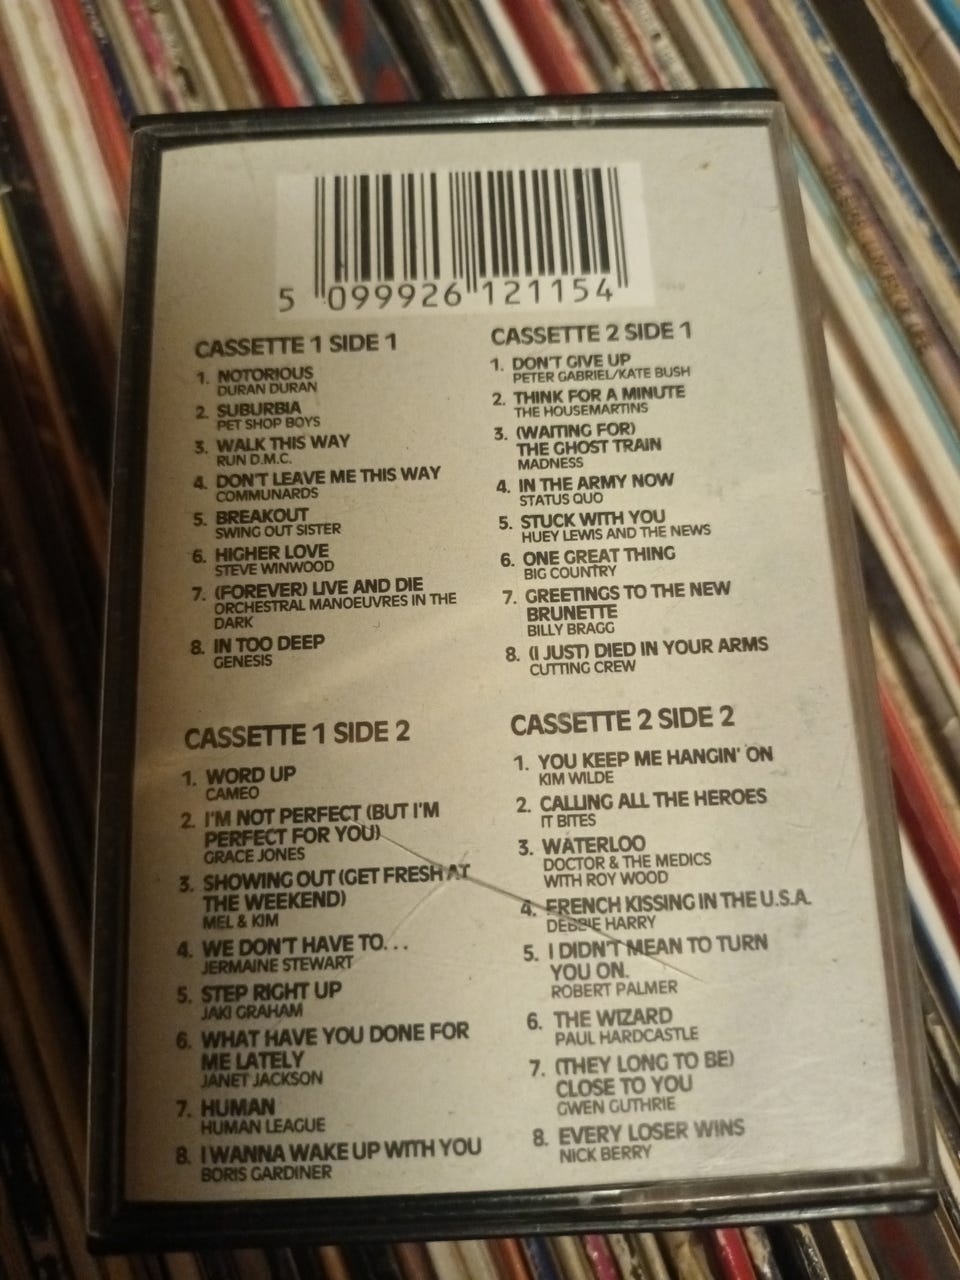 5 099926 121154
CASSETTE 1 SIDE 1
1. NOTORIOUS
DURAN DURAN
2. SUBURBIA
PET SHOP BOYS
3. WALK THIS WAY
RUN D.M.C.
4. DON'T LEAVE ME THIS WAY
COMMUNARDS
5. BREAKOUT
SWING OUT SISTER
6. HIGHER LOVE
STEVE WINWOOD
7. (FOREVER) LIVE AND DIE
ORCHESTRAL MANOEUVRES IN THE
DARK
8. IN TOO DEEP
GENESIS
CASSETTE 1 SIDE 2
1. WORD UP
CAMEO
2. I'M NOT PERFECT (BUT I'M
PERFECT FOR YOU)
GRACE JONES
3. SHOWING OUT (GET FRESH AT
THE WEEKEND)
MEL & KIM
4. WE DON'T HAVE TO...
JERMAINE STEWART
5. STEP RIGHT UP
JAKI GRAHAM
6. WHAT HAVE YOU DONE FOR
ME LATELY
JANET JACKSON
7. HUMAN
HUMAN LEAGUE
8. I WANNA WAKE UP WITH YOU
BORIS GARDINER
CASSETTE 2 SIDE 1
1. DON'T GIVE UP
PETER GABRIEL/KATE BUSH
2. THINK FOR A MINUTE
THE HOUSEMARTINS
3. (WAITING FOR)
THE GHOST TRAIN
MADNESS
4. IN THE ARMY NOW
STATUS QUO
5. STUCK WITH YOU
HUEY LEWIS AND THE NEWS
6. ONE GREAT THING
BIG COUNTRY
7. GREETINGS TO THE NEW
BRUNETTE
BILLY BRAGG
8. (I JUST) DIED IN YOUR ARMS
CUTTING CREW
CASSETTE 2 SIDE 2
1. YOU KEEP ME HANGIN' ON
KIM WILDE
2. CALLING ALL THE HEROES
IT BITES
3. WATERLOO
DOCTOR & THE MEDICS
WITH ROY WOOD
4. FRENCH KISSING IN THE U.S.A.
DEBBIE HARRY
5. I DIDN'T MEAN TO TURN
YOU ON.
ROBERT PALMER
6. THE WIZARD
PAUL HARDCASTLE
7. (THEY LONG TO BE)
CLOSE TO YOU
GWEN GUTHRIE
8. EVERY LOSER WINS
NICK BERRY